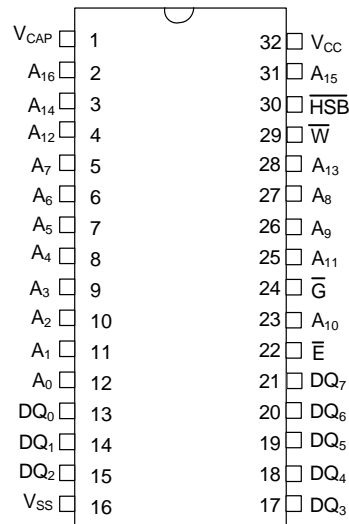 V_CAP 1 32 V_CC
A_16 2 31 A_15
A_14 3 30 H̅S̅B̅
A_12 4 29 W̅
A_7 5 28 A_13
A_6 6 27 A_8
A_5 7 26 A_9
A_4 8 25 A_11
A_3 9 24 G̅
A_2 10 23 A_10
A_1 11 22 E̅
A_0 12 21 DQ_7
DQ_0 13 20 DQ_6
DQ_1 14 19 DQ_5
DQ_2 15 18 DQ_4
V_SS 16 17 DQ_3